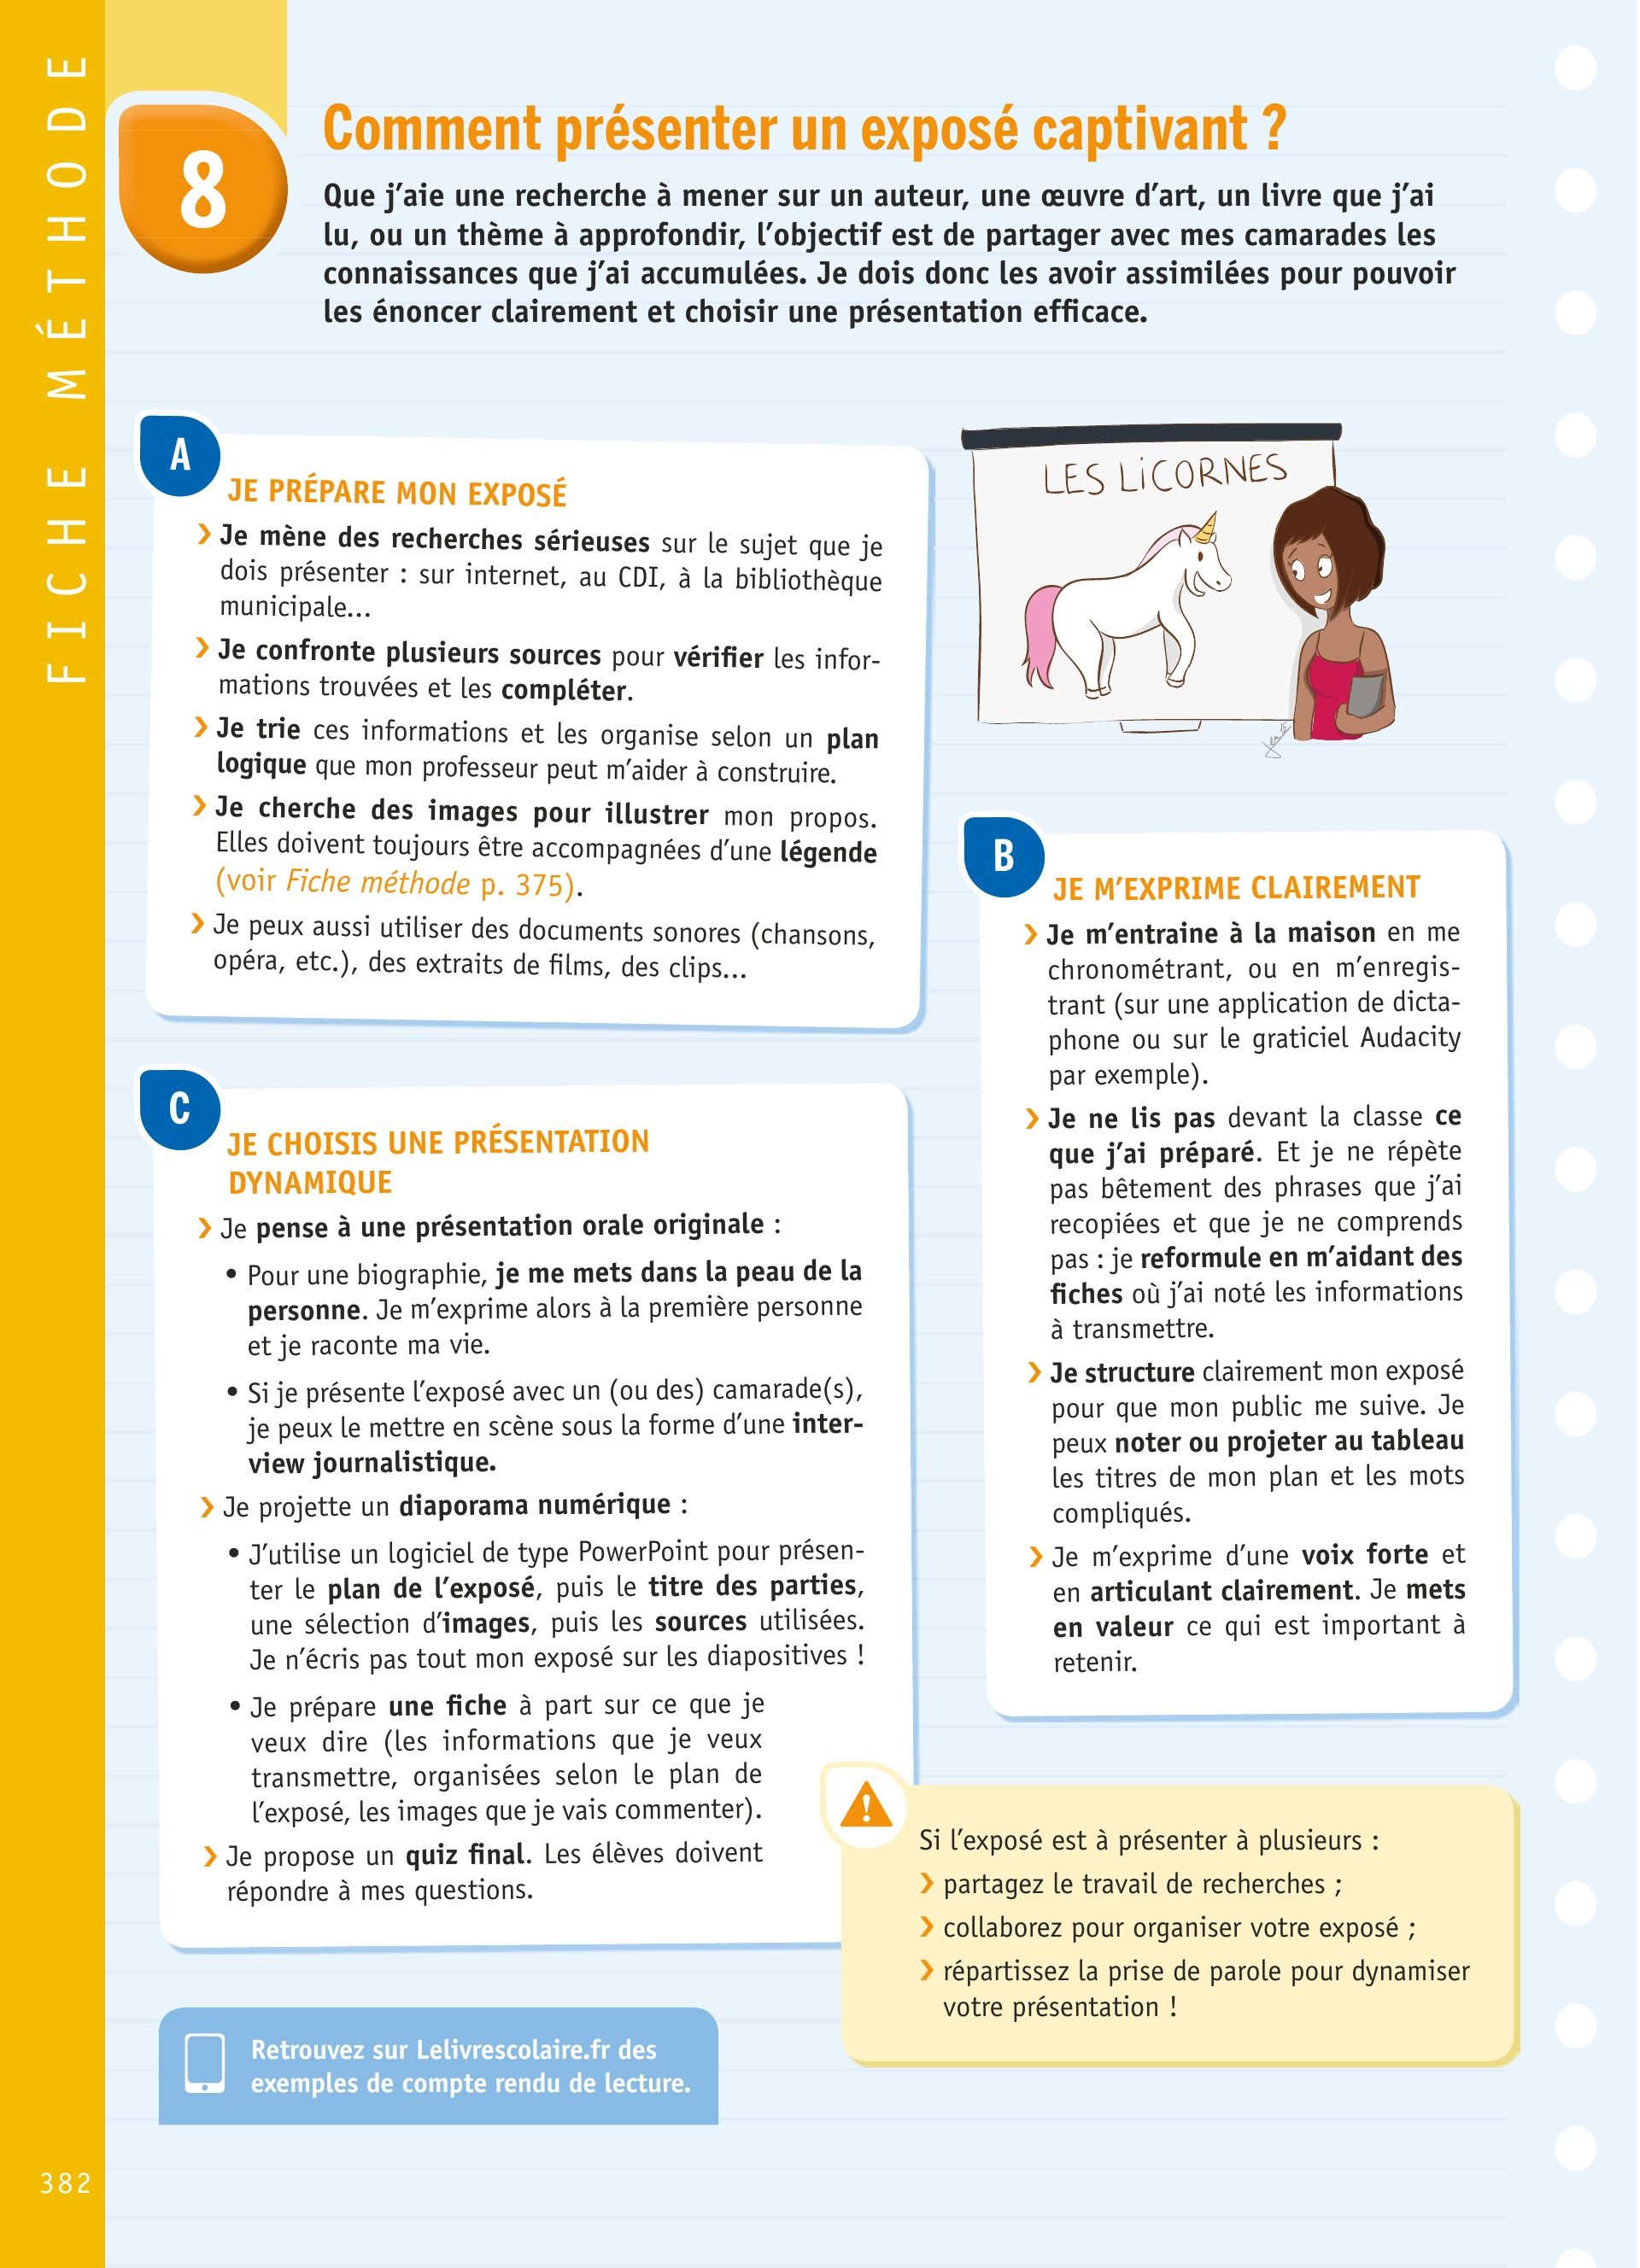 FICHE MÉTHODE
8
Comment présenter un exposé captivant ?
Que j'aie une recherche à mener sur un auteur, une œuvre d'art, un livre que j'ai
lu, ou un thème à approfondir, l'objectif est de partager avec mes camarades les
connaissances que j'ai accumulées. Je dois donc les avoir assimilées pour pouvoir
les énoncer clairement et choisir une présentation efficace.
A
JE PRÉPARE MON EXPOSÉ
❯ Je mène des recherches sérieuses sur le sujet que je
dois présenter : sur internet, au CDI, à la bibliothèque
municipale...
❯ Je confronte plusieurs sources pour vérifier les infor-
mations trouvées et les compléter.
❯ Je trie ces informations et les organise selon un plan
logique que mon professeur peut m'aider à construire.
❯ Je cherche des images pour illustrer mon propos.
Elles doivent toujours être accompagnées d'une légende
(voir Fiche méthode p. 375).
❯ Je peux aussi utiliser des documents sonores (chansons,
opéra, etc.), des extraits de films, des clips...
LES LiCORNES
B
JE M'EXPRIME CLAIREMENT
❯ Je m'entraine à la maison en me
chronométrant, ou en m'enregis-
trant (sur une application de dicta-
phone ou sur le graticiel Audacity
par exemple).
❯ Je ne lis pas devant la classe ce
que j'ai préparé. Et je ne répète
pas bêtement des phrases que j'ai
recopiées et que je ne comprends
pas : je reformule en m'aidant des
fiches où j'ai noté les informations
à transmettre.
❯ Je structure clairement mon exposé
pour que mon public me suive. Je
peux noter ou projeter au tableau
les titres de mon plan et les mots
compliqués.
❯ Je m'exprime d'une voix forte et
en articulant clairement. Je mets
en valeur ce qui est important à
retenir.
C
JE CHOISIS UNE PRÉSENTATION
DYNAMIQUE
❯ Je pense à une présentation orale originale :
• Pour une biographie, je me mets dans la peau de la
personne. Je m'exprime alors à la première personne
et je raconte ma vie.
• Si je présente l'exposé avec un (ou des) camarade(s),
je peux le mettre en scène sous la forme d'une inter-
view journalistique.
❯ Je projette un diaporama numérique :
• J'utilise un logiciel de type PowerPoint pour présen-
ter le plan de l'exposé, puis le titre des parties,
une sélection d'images, puis les sources utilisées.
Je n'écris pas tout mon exposé sur les diapositives !
• Je prépare une fiche à part sur ce que je
veux dire (les informations que je veux
transmettre, organisées selon le plan de
l'exposé, les images que je vais commenter).
❯ Je propose un quiz final. Les élèves doivent
répondre à mes questions.
!
Si l'exposé est à présenter à plusieurs :
❯ partagez le travail de recherches ;
❯ collaborez pour organiser votre exposé ;
❯ répartissez la prise de parole pour dynamiser
votre présentation !
Retrouvez sur Lelivrescolaire.fr des
exemples de compte rendu de lecture.
382